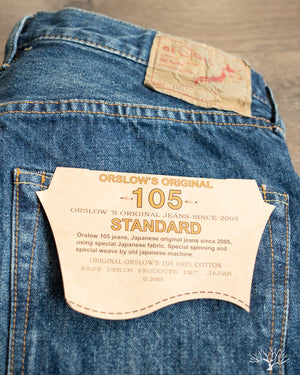 ORSLOW'S ORIGINAL
-105-
ORSLOW'S ORIGINAL JEANS-SINCE 2005
STANDARD
Orslow 105 jeans, Japanese original jeans since 2005,
using special Japanese fabric. Special spinning and
special weave by old japanese machine.
ORIGINAL ORSLOW'S 105 100% COTTON
BASE DENIM PRODUCTS INC. JAPAN
© 2005